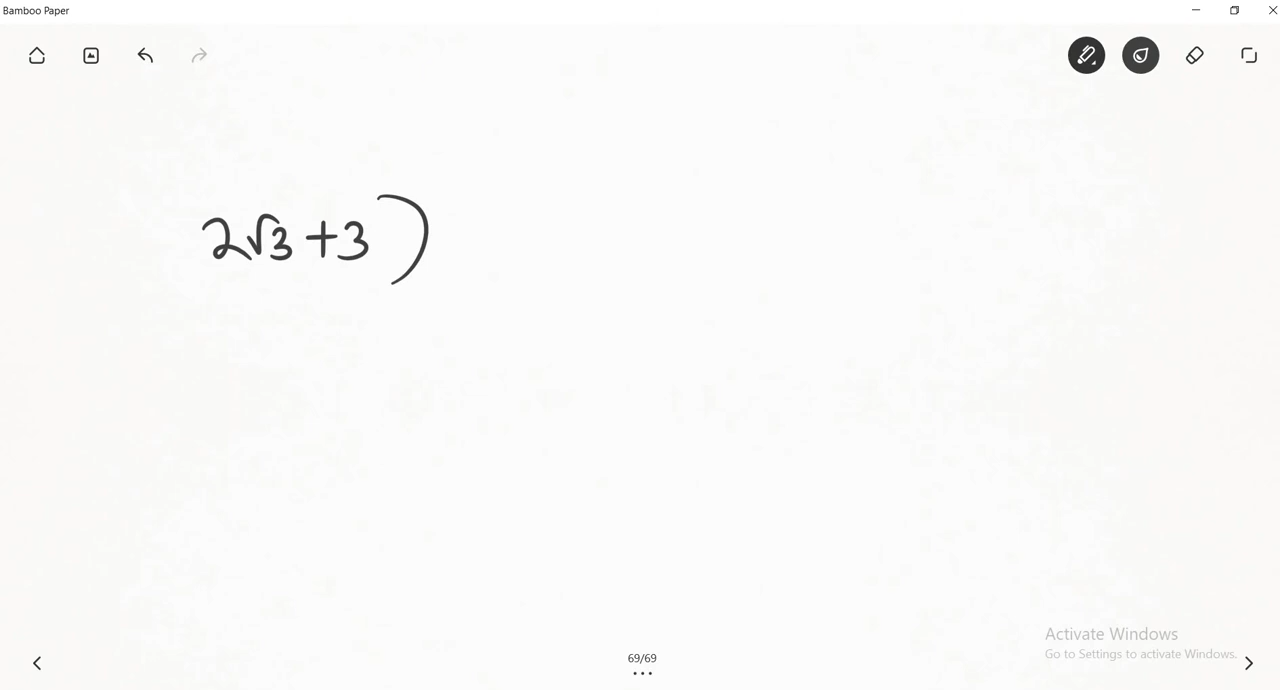 Bamboo Paper
2√3 + 3 )
Activate Windows
Go to Settings to activate Windows.
69/69